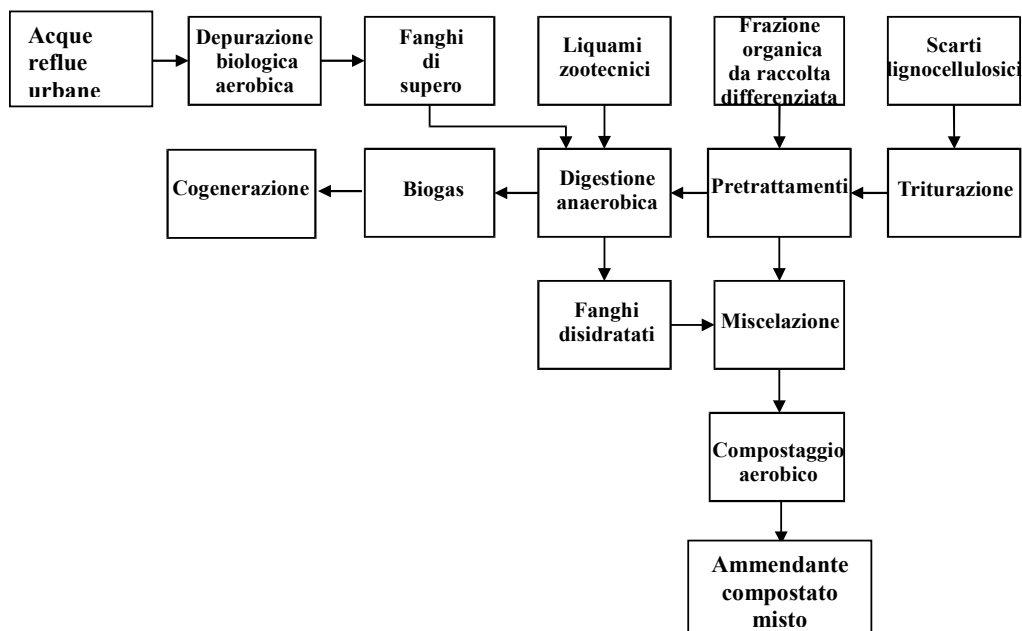 Acque
reflue
urbane
Depurazione
biologica
aerobica
Fanghi
di
supero
Liquami
zootecnici
Frazione
organica
da raccolta
differenziata
Scarti
lignocellulosici
Cogenerazione
Biogas
Digestione
anaerobica
Pretrattamenti
Triturazione
Fanghi
disidratati
Miscelazione
Compostaggio
aerobico
Ammendante
compostato
misto